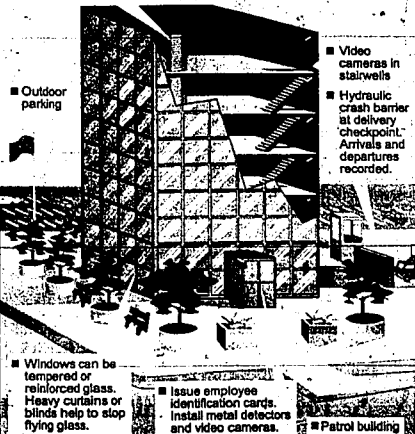 ■ Outdoor
parking
■ Video
cameras in
stairwells
■ Hydraulic
crash barrier
at delivery
checkpoint.
Arrivals and
departures
recorded.
■ Windows can be
tempered or
reinforced glass.
Heavy curtains or
blinds help to stop
flying glass.
■ Issue employee
identification cards.
Install metal detectors
and video cameras.
■ Patrol building